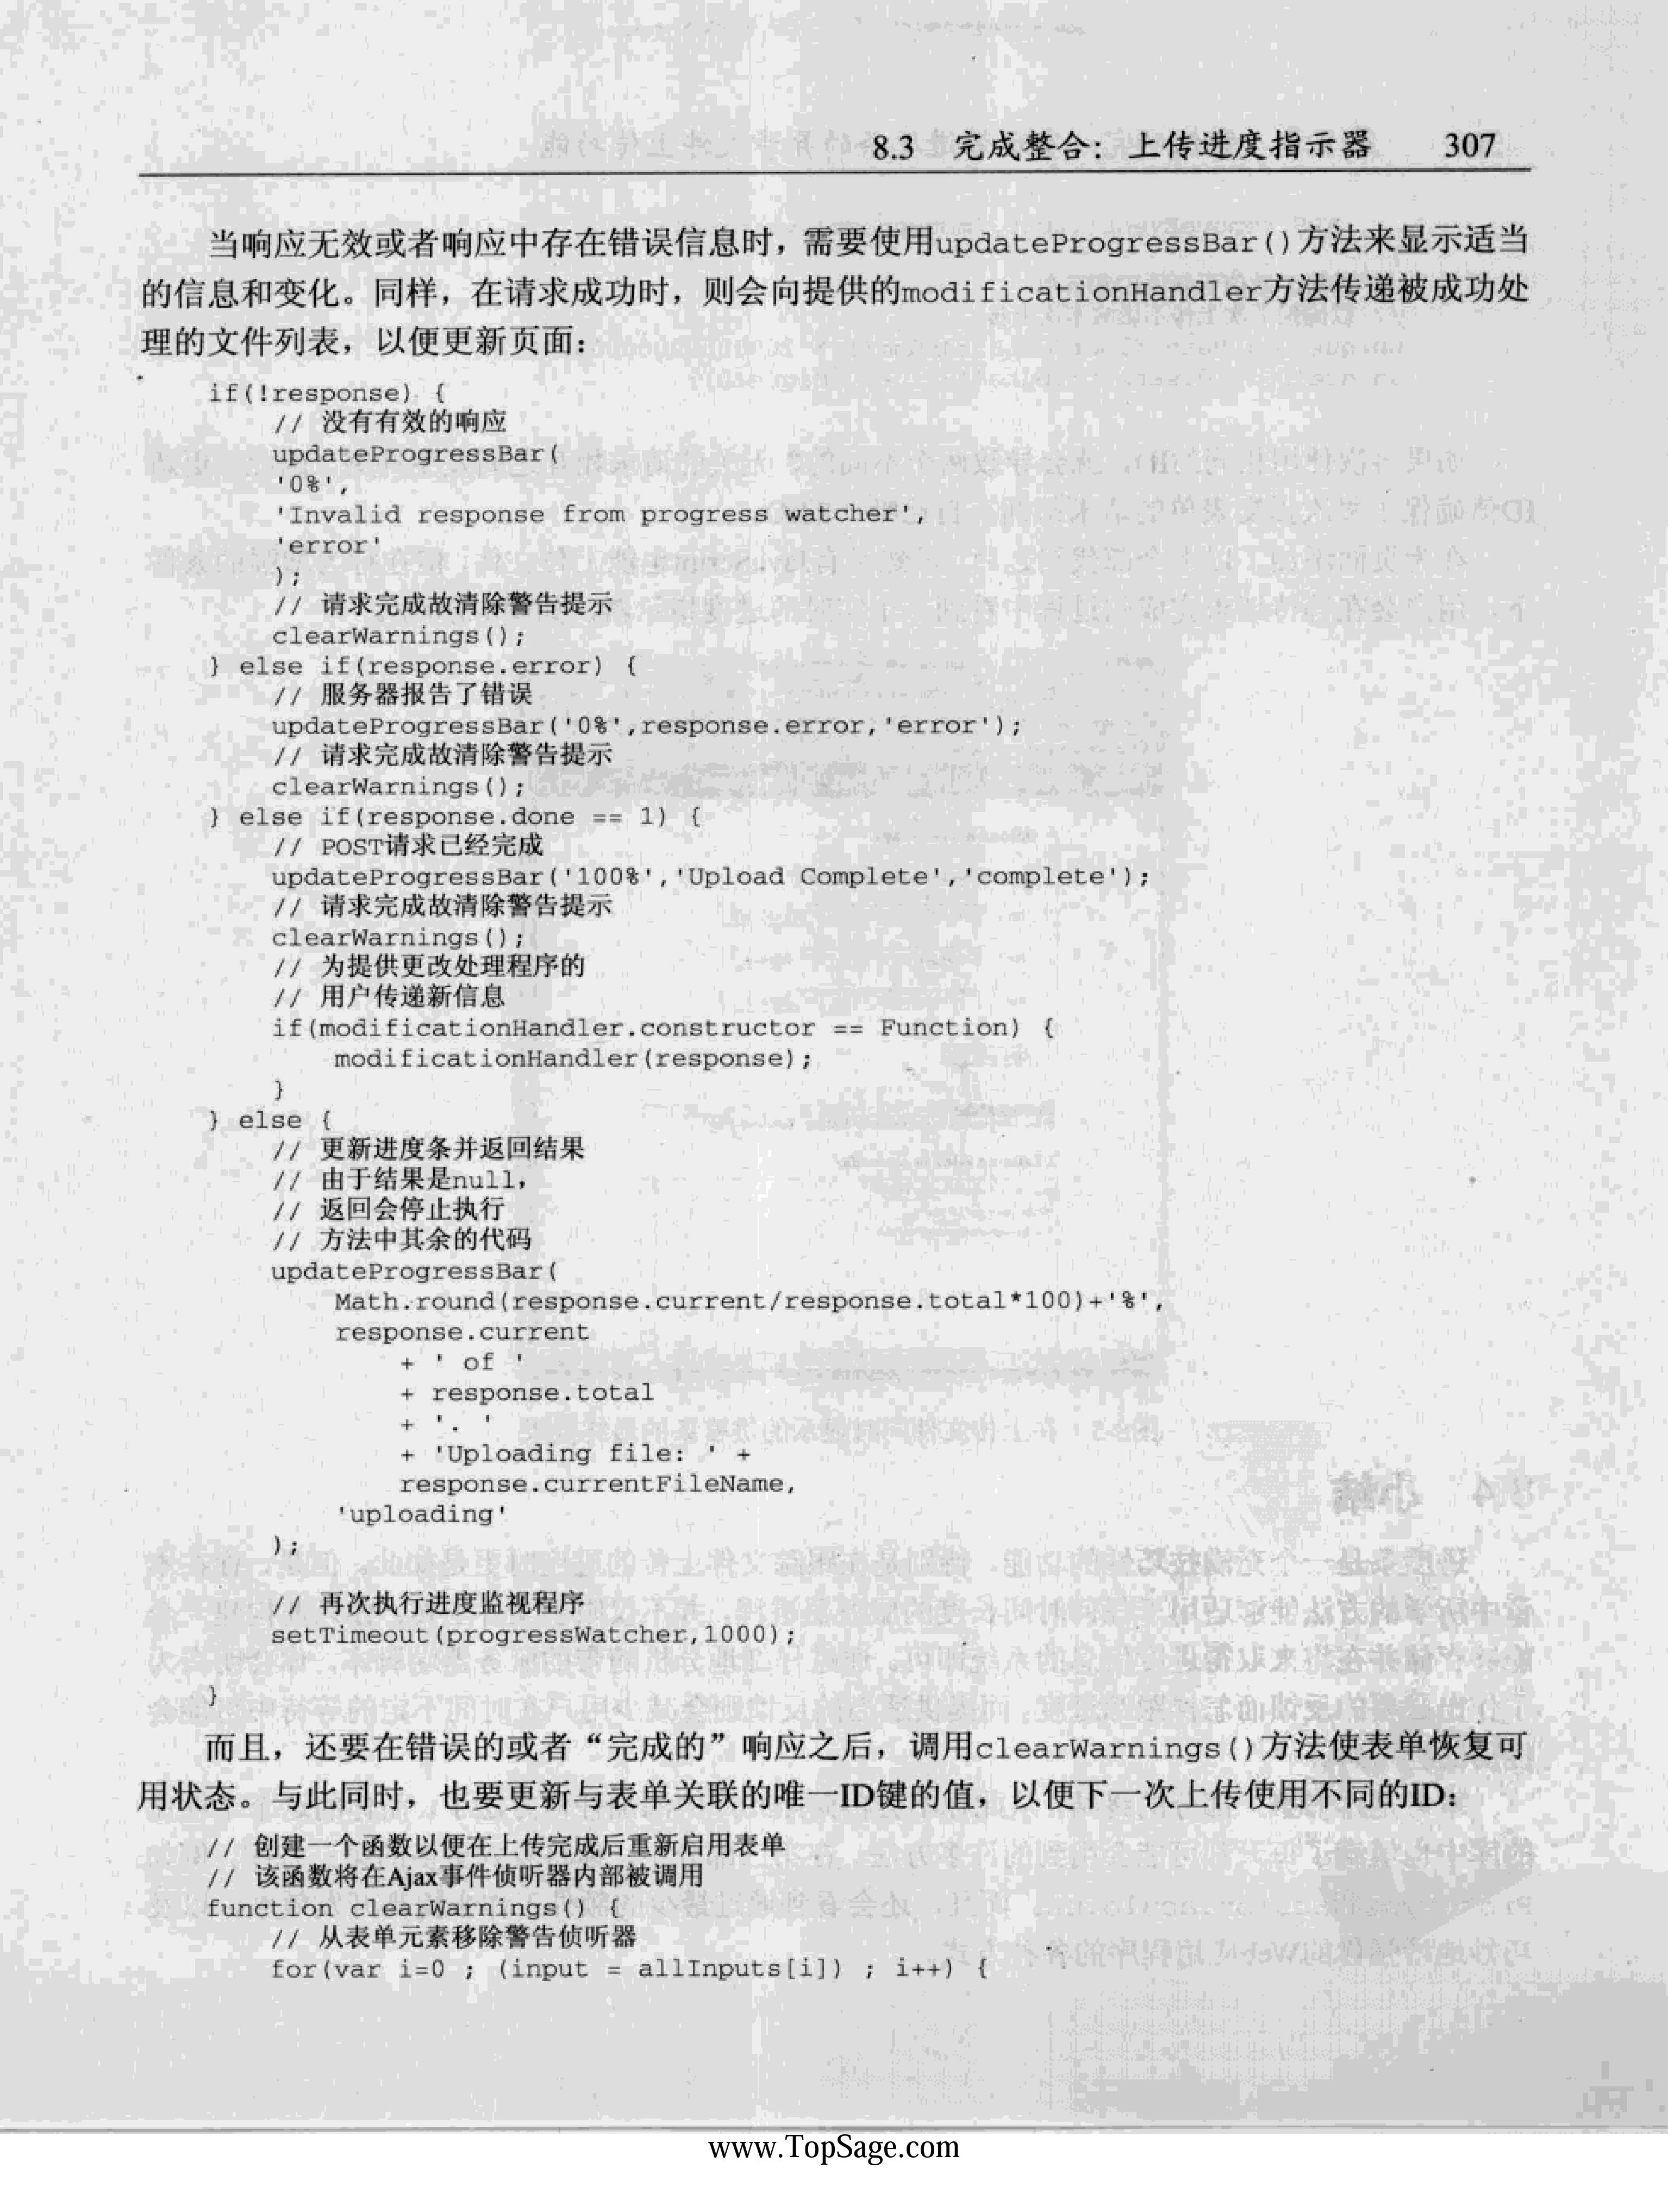 8.3 完成整合：上传进度指示器 307
当响应无效或者响应中存在错误信息时，需要使用updateProgressBar()方法来显示适当
的信息和变化。同样，在请求成功时，则会向提供的modificationHandler方法传递被成功处
理的文件列表，以便更新页面：
if(!response) {
// 没有有效的响应
updateProgressBar(
'0%',
'Invalid response from progress watcher',
'error'
);
// 请求完成故清除警告提示
clearWarnings();
} else if(response.error) {
// 服务器报告了错误
updateProgressBar('0%',response.error,'error');
// 请求完成故清除警告提示
clearWarnings();
} else if(response.done == 1) {
// POST请求已经完成
updateProgressBar('100%','Upload Complete','complete');
// 请求完成故清除警告提示
clearWarnings();
// 为提供更改处理程序的
// 用户传递新信息
if(modificationHandler.constructor == Function) {
modificationHandler(response);
}
} else {
// 更新进度条并返回结果
// 由于结果是null，
// 返回会停止执行
// 方法中其余的代码
updateProgressBar(
Math.round(response.current/response.total*100)+'%',
response.current
+ ' of '
+ response.total
+ '. '
+ 'Uploading file: ' +
response.currentFileName,
'uploading'
);
// 再次执行进度监视程序
setTimeout(progressWatcher,1000);
}
而且，还要在错误的或者“完成的”响应之后，调用clearWarnings()方法使表单恢复可
用状态。与此同时，也要更新与表单关联的唯一ID键的值，以便下一次上传使用不同的ID：
// 创建一个函数以便在上传完成后重新启用表单
// 该函数将在Ajax事件侦听器内部被调用
function clearWarnings() {
// 从表单元素移除警告侦听器
for(var i=0 ; (input = allInputs[i]) ; i++) {
www.TopSage.com